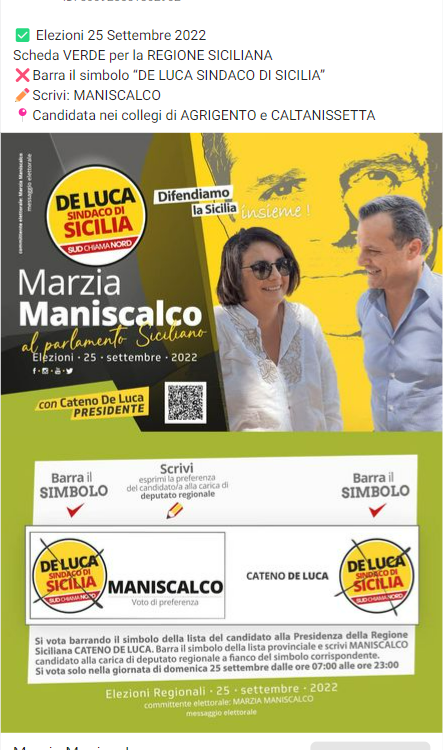 ✅ Elezioni 25 Settembre 2022
Scheda VERDE per la REGIONE SICILIANA
❌Barra il simbolo “DE LUCA SINDACO DI SICILIA”
✏️Scrivi: MANISCALCO
📍Candidata nei collegi di AGRIGENTO e CALTANISSETTA
committente elettorale: Marzia Maniscalco
messaggio elettorale
DE LUCA
SINDACO DI
SICILIA
SUD CHIAMA NORD
Difendiamo
la Sicilia
insieme !
Marzia
Maniscalco
al parlamento Siciliano
Elezioni · 25 · settembre · 2022
con Cateno De Luca
PRESIDENTE
Barra il
SIMBOLO
Scrivi
esprimi la preferenza
del candidato/a alla carica di
deputato regionale
Barra il
SIMBOLO
DE LUCA
SINDACO DI
SICILIA
SUD CHIAMA NORD
MANISCALCO
Voto di preferenza
CATENO DE LUCA
DE LUCA
SINDACO DI
SICILIA
SUD CHIAMA NORD
Si vota barrando il simbolo della lista del candidato alla Presidenza della Regione
Siciliana CATENO DE LUCA. Barra il simbolo della lista provinciale e scrivi MANISCALCO
candidato alla carica di deputato regionale a fianco del simbolo corrispondente.
Si vota solo nella giornata di domenica 25 settembre dalle ore 07:00 alle ore 23:00
Elezioni Regionali · 25 · settembre · 2022
committente elettorale: MARZIA MANISCALCO
messaggio elettorale